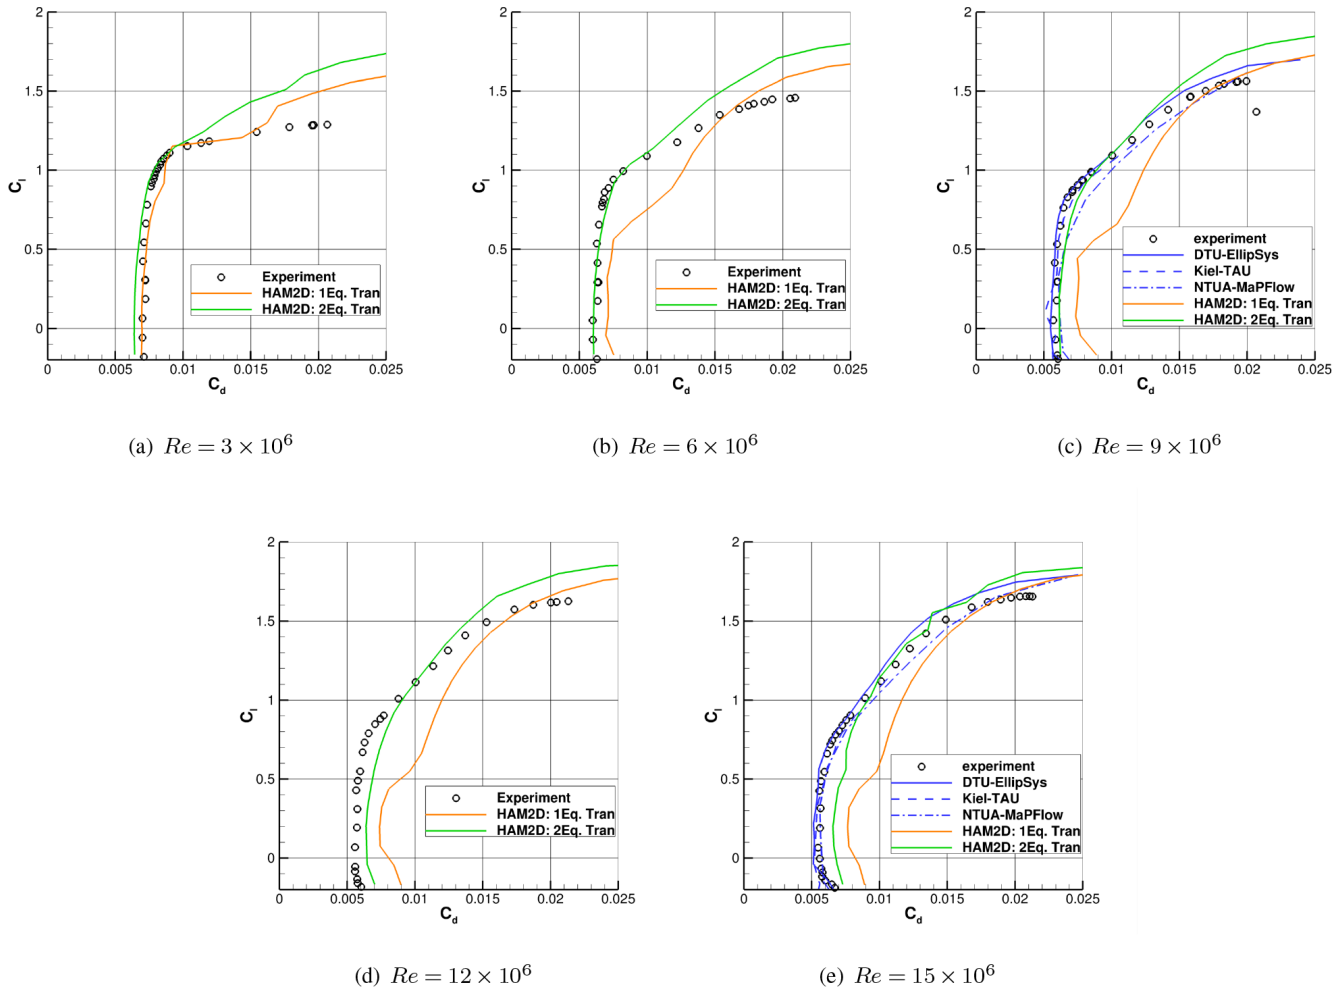 2
1.5
1
0.5
0
C_l
0 0.005 0.01 0.015 0.02 0.025
C_d
Experiment
HAM2D: 1Eq. Tran
HAM2D: 2Eq. Tran
(a) Re = 3 × 10^6
2
1.5
1
0.5
0
C_l
0 0.005 0.01 0.015 0.02 0.025
C_d
Experiment
HAM2D: 1Eq. Tran
HAM2D: 2Eq. Tran
(b) Re = 6 × 10^6
2
1.5
1
0.5
0
C_l
0 0.005 0.01 0.015 0.02 0.025
C_d
experiment
DTU-EllipSys
Kiel-TAU
NTUA-MaPFlow
HAM2D: 1Eq. Tran
HAM2D: 2Eq. Tran
(c) Re = 9 × 10^6
2
1.5
1
0.5
0
C_l
0 0.005 0.01 0.015 0.02 0.025
C_d
Experiment
HAM2D: 1Eq. Tran
HAM2D: 2Eq. Tran
(d) Re = 12 × 10^6
2
1.5
1
0.5
0
C_l
0 0.005 0.01 0.015 0.02 0.025
C_d
experiment
DTU-EllipSys
Kiel-TAU
NTUA-MaPFlow
HAM2D: 1Eq. Tran
HAM2D: 2Eq. Tran
(e) Re = 15 × 10^6